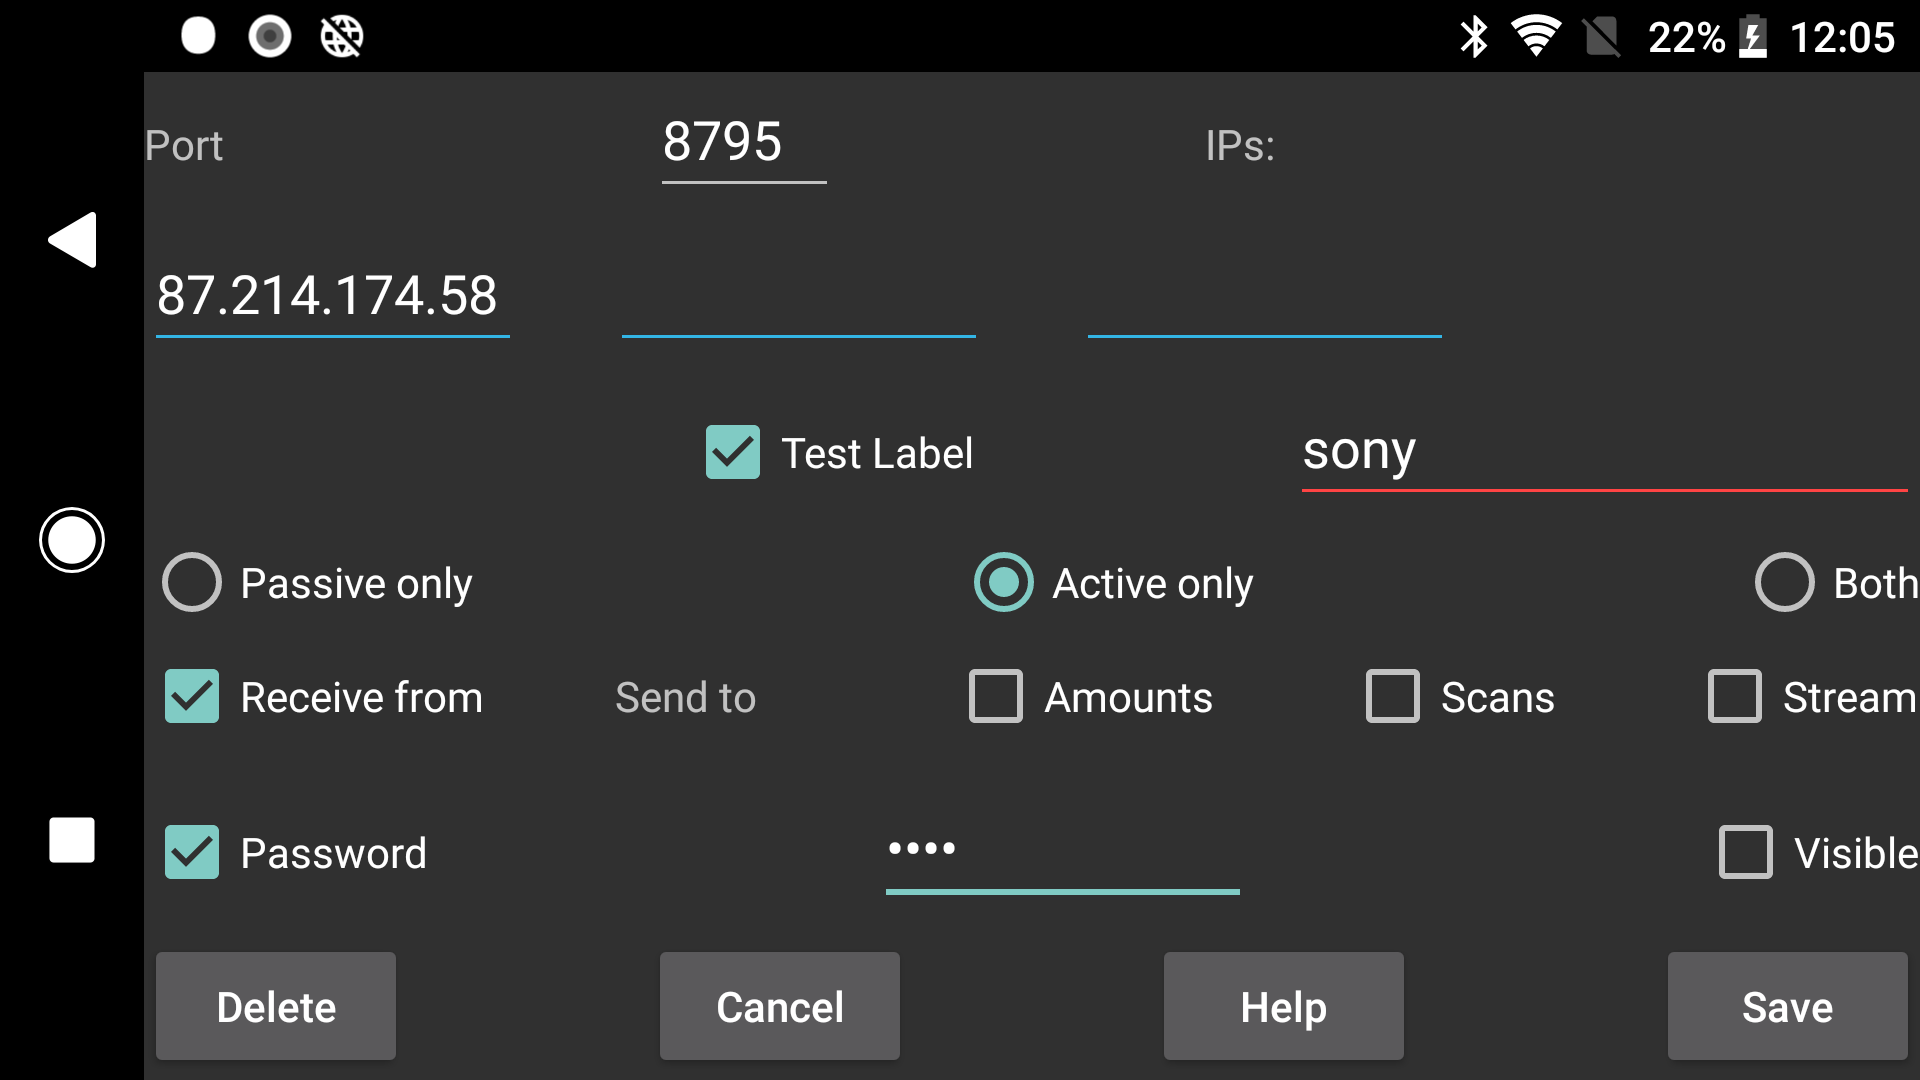 22% 12:05
Port 8795 IPs:
87.214.174.58
Test Label sony
Passive only Active only Both
Receive from Send to Amounts Scans Stream
Password •••• Visible
Delete Cancel Help Save